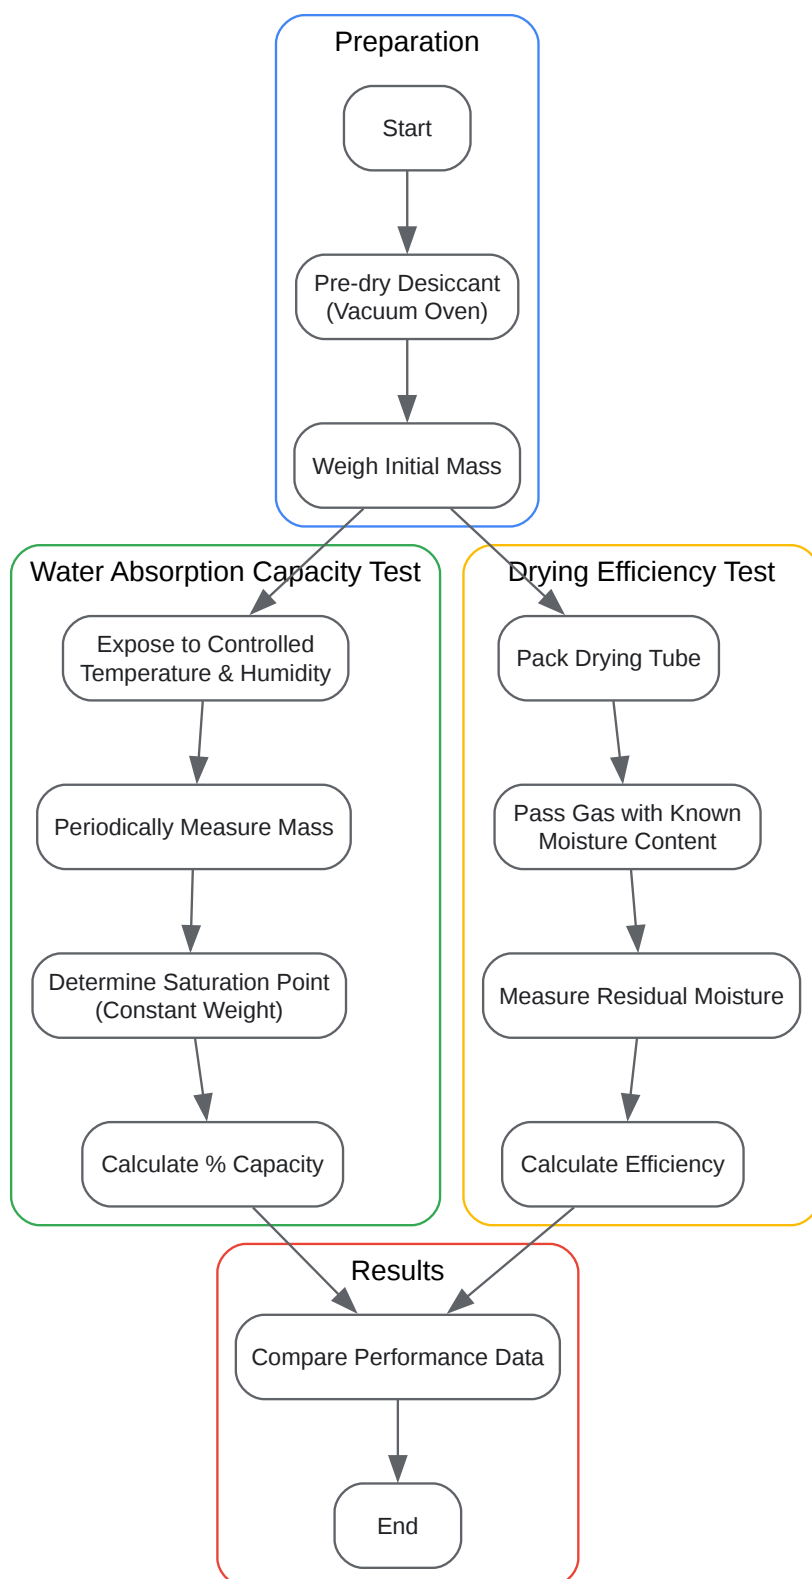 Preparation
Start
Pre-dry Desiccant
(Vacuum Oven)
Weigh Initial Mass
Water Absorption Capacity Test
Expose to Controlled
Temperature & Humidity
Periodically Measure Mass
Determine Saturation Point
(Constant Weight)
Calculate % Capacity
Drying Efficiency Test
Pack Drying Tube
Pass Gas with Known
Moisture Content
Measure Residual Moisture
Calculate Efficiency
Results
Compare Performance Data
End